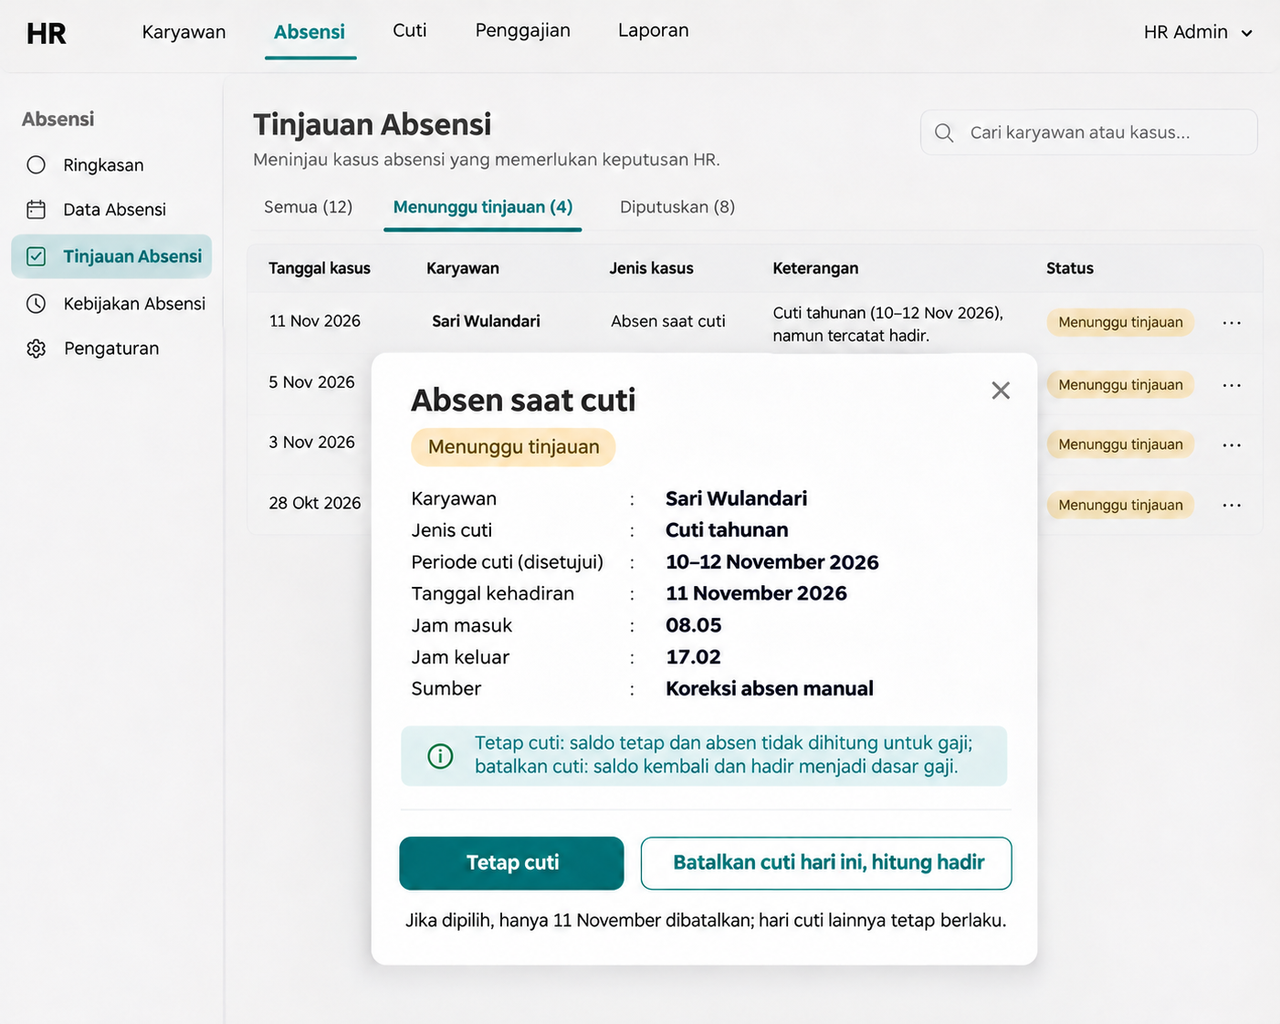 HR
Karyawan
Absensi
Cuti
Penggajian
Laporan
HR Admin
Absensi
Ringkasan
Data Absensi
Tinjauan Absensi
Kebijakan Absensi
Pengaturan
Tinjauan Absensi
Meninjau kasus absensi yang memerlukan keputusan HR.
Cari karyawan atau kasus...
Semua (12)
Menunggu tinjauan (4)
Diputuskan (8)
Tanggal kasus
Karyawan
Jenis kasus
Keterangan
Status
11 Nov 2026
Sari Wulandari
Absen saat cuti
Cuti tahunan (10–12 Nov 2026),
namun tercatat hadir.
Menunggu tinjauan
5 Nov 2026
Menunggu tinjauan
3 Nov 2026
Menunggu tinjauan
28 Okt 2026
Menunggu tinjauan
Absen saat cuti
Menunggu tinjauan
Karyawan : Sari Wulandari
Jenis cuti : Cuti tahunan
Periode cuti (disetujui) : 10–12 November 2026
Tanggal kehadiran : 11 November 2026
Jam masuk : 08.05
Jam keluar : 17.02
Sumber : Koreksi absen manual
Tetap cuti: saldo tetap dan absen tidak dihitung untuk gaji;
batalkan cuti: saldo kembali dan hadir menjadi dasar gaji.
Tetap cuti
Batalkan cuti hari ini, hitung hadir
Jika dipilih, hanya 11 November dibatalkan; hari cuti lainnya tetap berlaku.